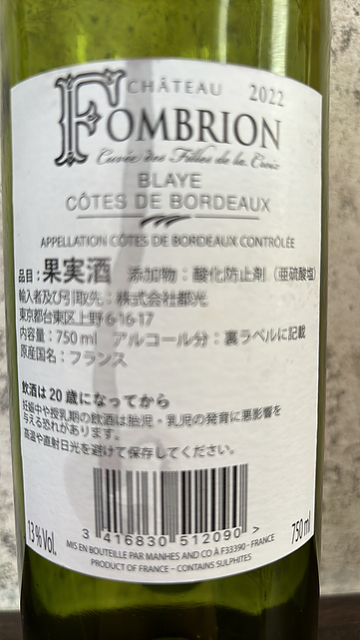 CHÂTEAU 2022
FOMBRION
Cuvée des Filles de la Croix
BLAYE
CÔTES DE BORDEAUX
APPELLATION CÔTES DE BORDEAUX CONTRÔLÉE
品目：果実酒 添加物：酸化防止剤（亜硫酸塩）
輸入者及び引取先：株式会社都光
東京都台東区上野6-16-17
内容量：750 ml アルコール分：裏ラベルに記載
原産国名：フランス
飲酒は20歳になってから
妊娠中や授乳期の飲酒は胎児・乳児の発育に悪影響を
与える恐れがあります。
高温や直射日光を避けて保存してください。
13 % Vol.
3 416830 512090 >
750 ml
MIS EN BOUTEILLE PAR MANHES AND CO À F33390 - FRANCE
PRODUCT OF FRANCE - CONTAINS SULPHITES